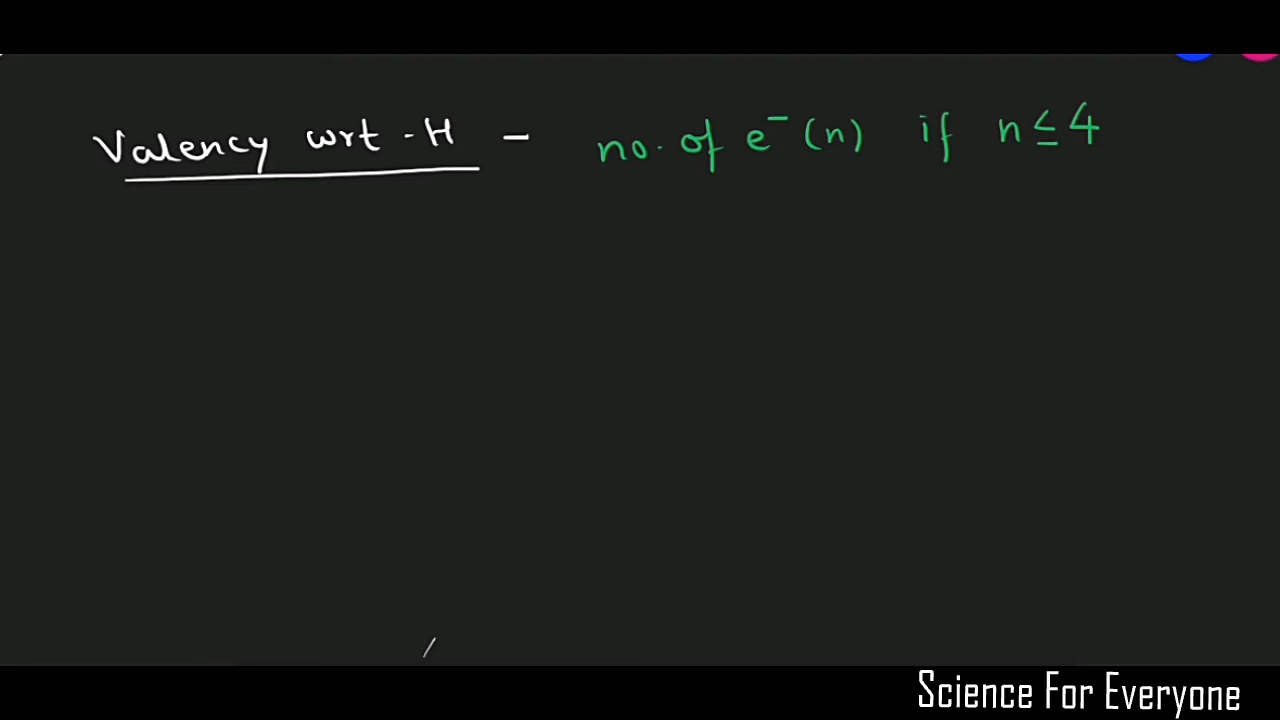 Valency wrt - H - no. of e⁻ (n) if n ≤ 4
Science For Everyone